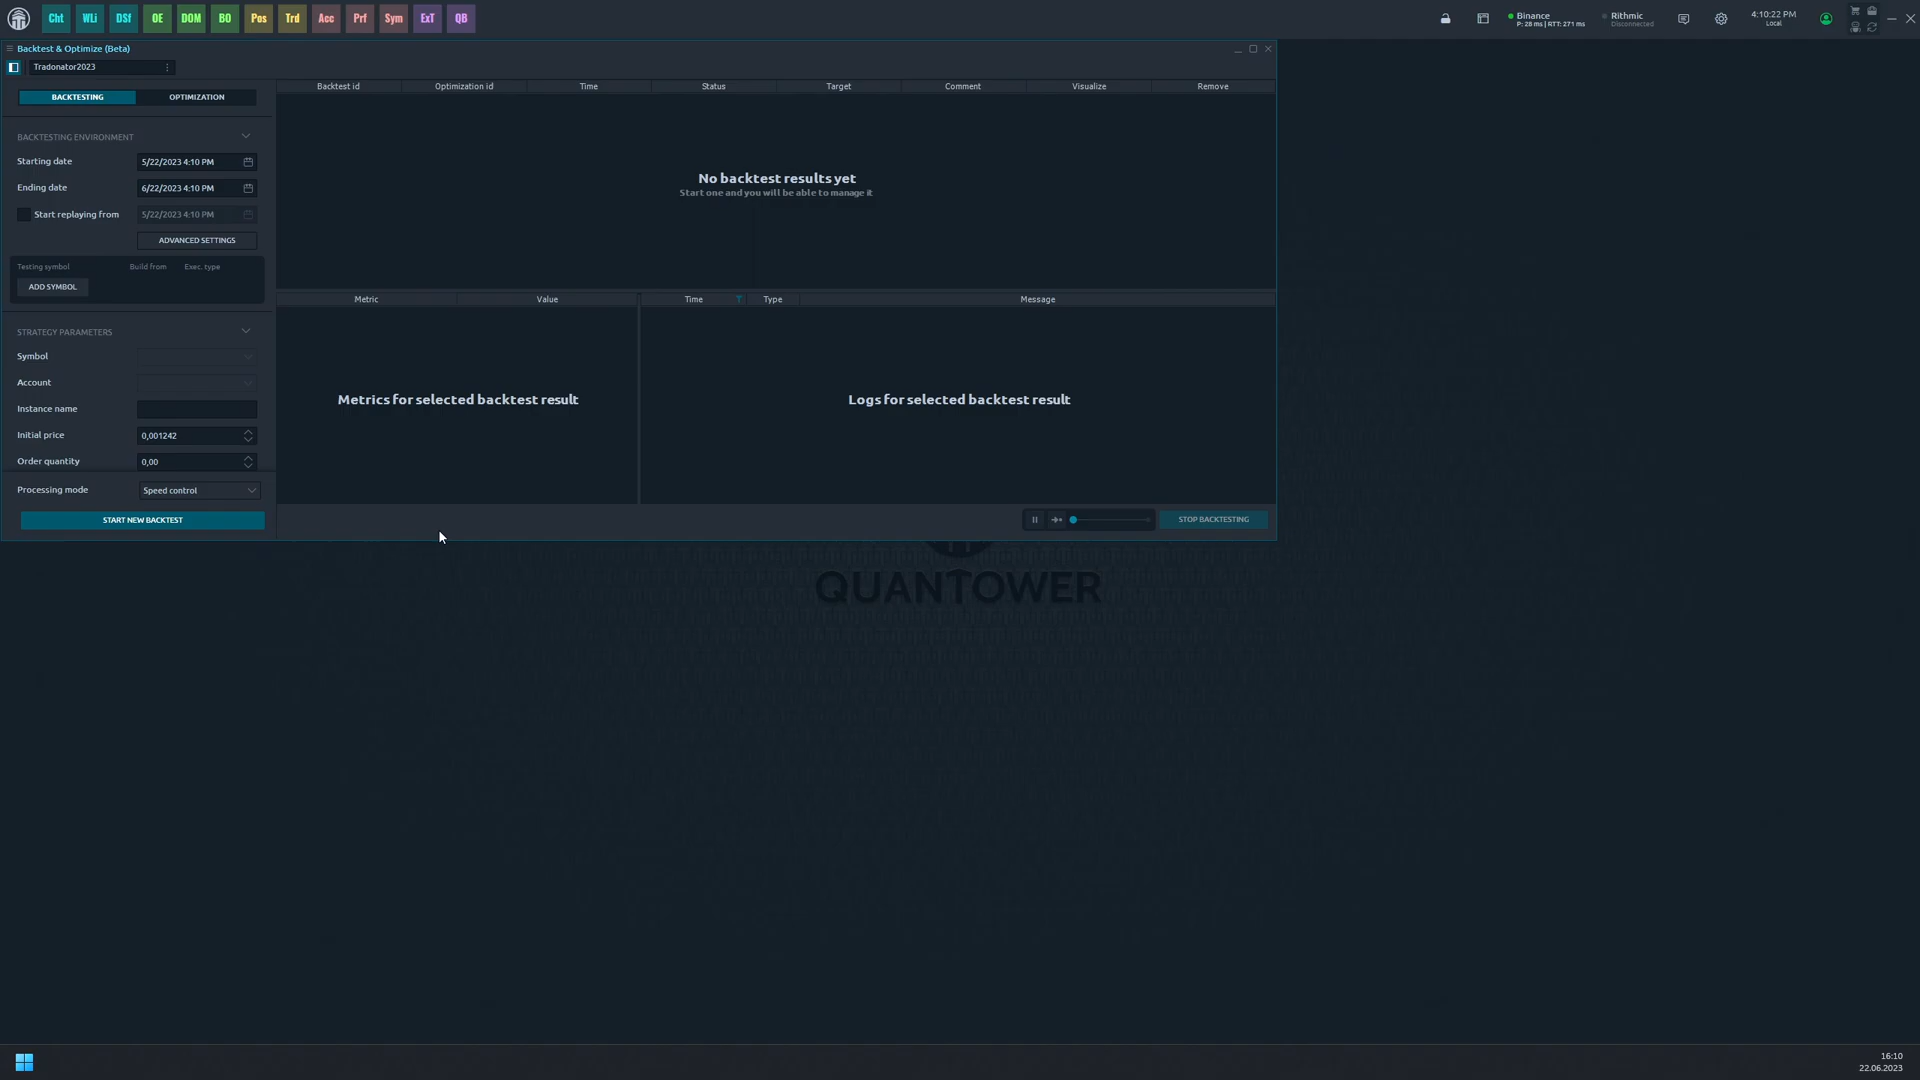 Cht WLi DSf OE DOM BO Pos Trd Acc Prf Sym ExT QB
Binance
P: 28 ms | RTT: 271 ms
Rithmic
Disconnected
4:10:22 PM
Local
Backtest & Optimize (Beta)
Tradonator2023
BACKTESTING OPTIMIZATION
BACKTESTING ENVIRONMENT
Starting date 5/22/2023 4:10 PM
Ending date 6/22/2023 4:10 PM
Start replaying from 5/22/2023 4:10 PM
ADVANCED SETTINGS
Testing symbol Build from Exec. type
ADD SYMBOL
STRATEGY PARAMETERS
Symbol
Account
Instance name
Initial price 0,001242
Order quantity 0,00
Processing mode Speed control
START NEW BACKTEST
Backtest id Optimization id Time Status Target Comment Visualize Remove
No backtest results yet
Start one and you will be able to manage it
Metric Value
Metrics for selected backtest result
Time Type Message
Logs for selected backtest result
STOP BACKTESTING
QUANTOWER
16:10
22.06.2023